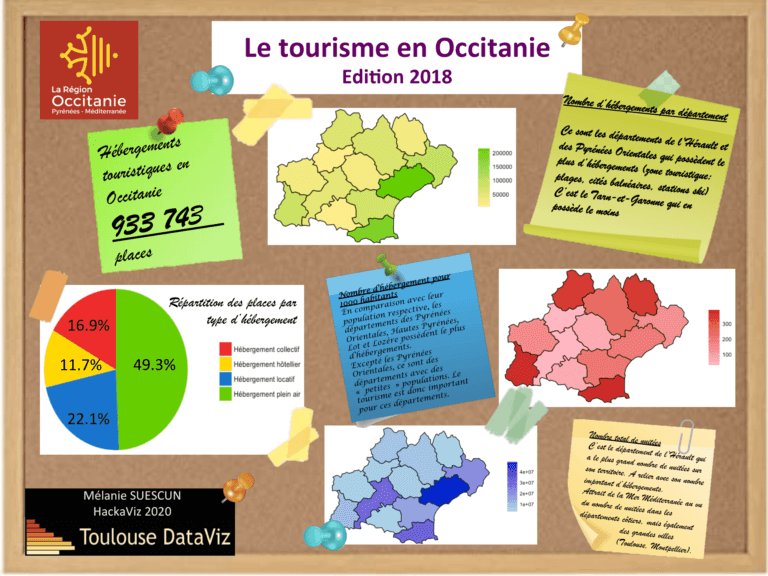 La Région
Occitanie
Pyrénées - Méditerranée
Le tourisme en Occitanie
Edition 2018
Hébergements
touristiques en
Occitanie
933 743
places
200000
150000
100000
50000
Nombre d'hébergements par département
Ce sont les départements de l'Hérault et
des Pyrénées Orientales qui possèdent le
plus d'hébergements (zone touristique:
plages, cités balnéaires, stations ski)
C'est le Tarn-et-Garonne qui en
possède le moins
Répartition des places par
type d'hébergement
16.9%
11.7%
49.3%
22.1%
Hébergement collectif
Hébergement hôtellier
Hébergement locatif
Hébergement plein air
Nombre d'hébergement pour
1000 habitants
En comparaison avec leur
population respective, les
départements des Pyrénées
Orientales, Hautes Pyrénées,
Lot et Lozère possèdent le plus
d'hébergements.
Excepté les Pyrénées
Orientales, ce sont des
départements avec des
« petites » populations. Le
tourisme est donc important
pour ces départements.
300
200
100
4e+07
3e+07
2e+07
1e+07
Nombre total de nuitées
C'est le département de l'Hérault qui
a le plus grand nombre de nuitées sur
son territoire. A relier avec son nombre
important d'hébergements.
Attrait de la Mer Méditerranée au vu
du nombre de nuitées dans les
départements côtiers, mais également
des grandes villes
(Toulouse, Montpellier).
Mélanie SUESCUN
HackaViz 2020
Toulouse DataViz